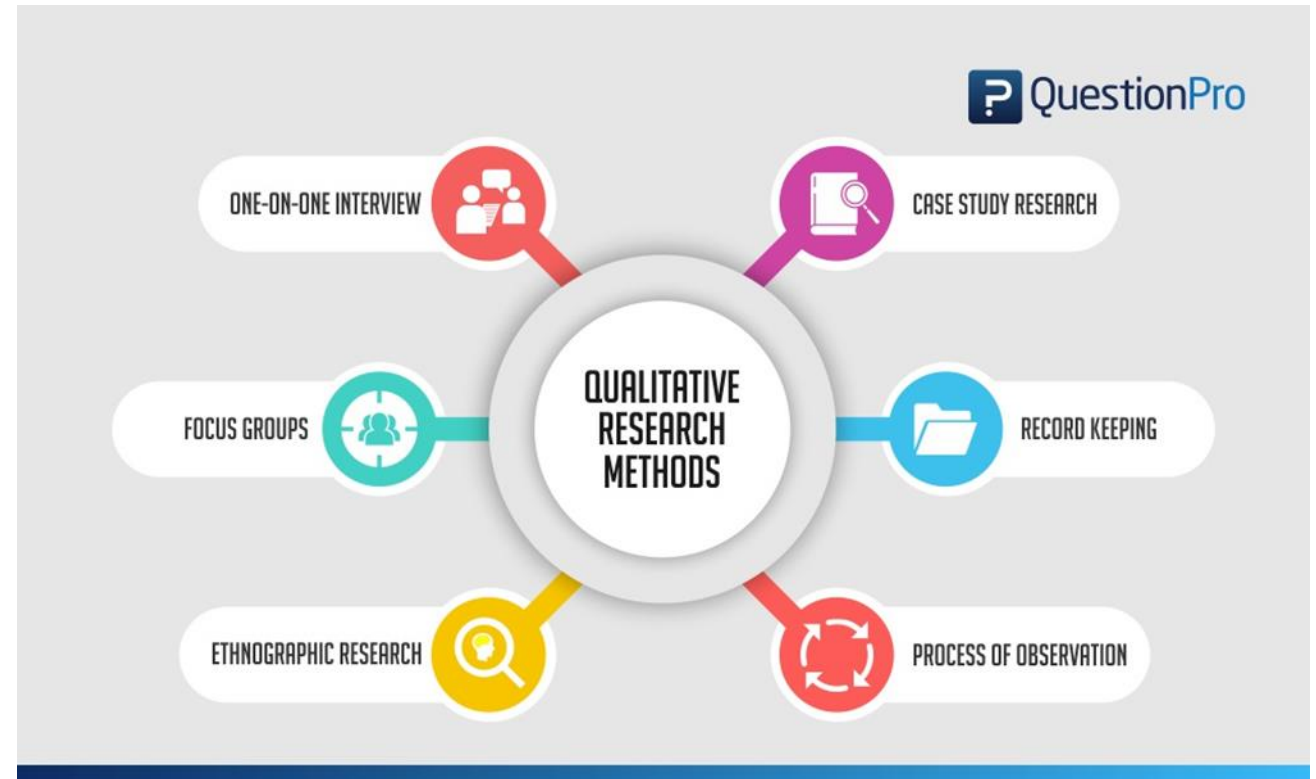 QuestionPro
ONE-ON-ONE INTERVIEW
CASE STUDY RESEARCH
FOCUS GROUPS
QUALITATIVE
RESEARCH
METHODS
RECORD KEEPING
ETHNOGRAPHIC RESEARCH
PROCESS OF OBSERVATION